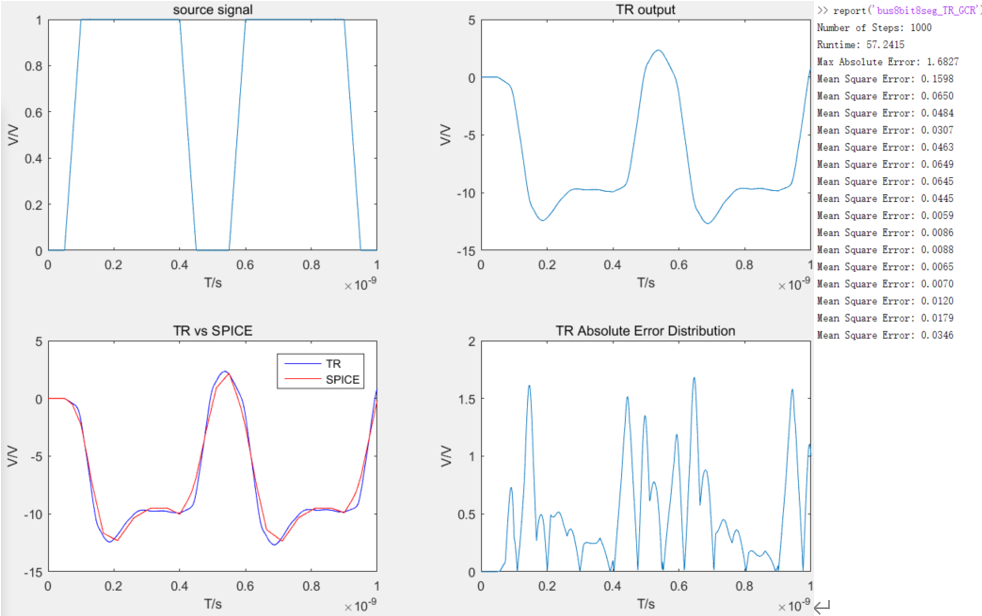 source signal
1
0.8
0.6
0.4
0.2
0
V/V
0 0.2 0.4 0.6 0.8 1
T/s
×10⁻⁹
TR output
5
0
-5
-10
-15
V/V
0 0.2 0.4 0.6 0.8 1
T/s
×10⁻⁹
>> report('bus8bit8seg_TR_GCR')
Number of Steps: 1000
Runtime: 57.2415
Max Absolute Error: 1.6827
Mean Square Error: 0.1598
Mean Square Error: 0.0650
Mean Square Error: 0.0484
Mean Square Error: 0.0307
Mean Square Error: 0.0463
Mean Square Error: 0.0649
Mean Square Error: 0.0645
Mean Square Error: 0.0445
Mean Square Error: 0.0059
Mean Square Error: 0.0086
Mean Square Error: 0.0088
Mean Square Error: 0.0065
Mean Square Error: 0.0070
Mean Square Error: 0.0120
Mean Square Error: 0.0179
Mean Square Error: 0.0346
TR vs SPICE
5
0
-5
-10
-15
V/V
TR
SPICE
0 0.2 0.4 0.6 0.8 1
T/s
×10⁻⁹
TR Absolute Error Distribution
2
1.5
1
0.5
0
V/V
0 0.2 0.4 0.6 0.8 1
T/s
×10⁻⁹